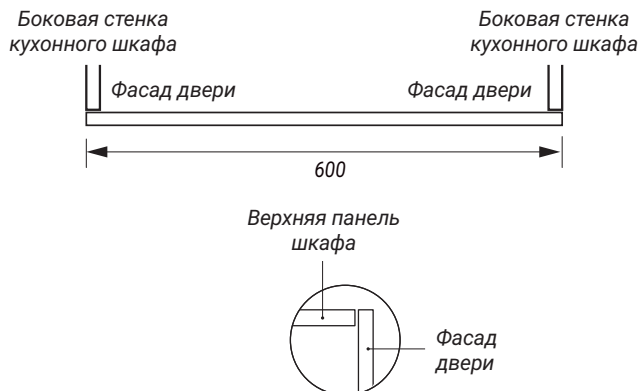 Боковая стенка
кухонного шкафа
Боковая стенка
кухонного шкафа
Фасад двери
Фасад двери
600
Верхняя панель
шкафа
Фасад
двери